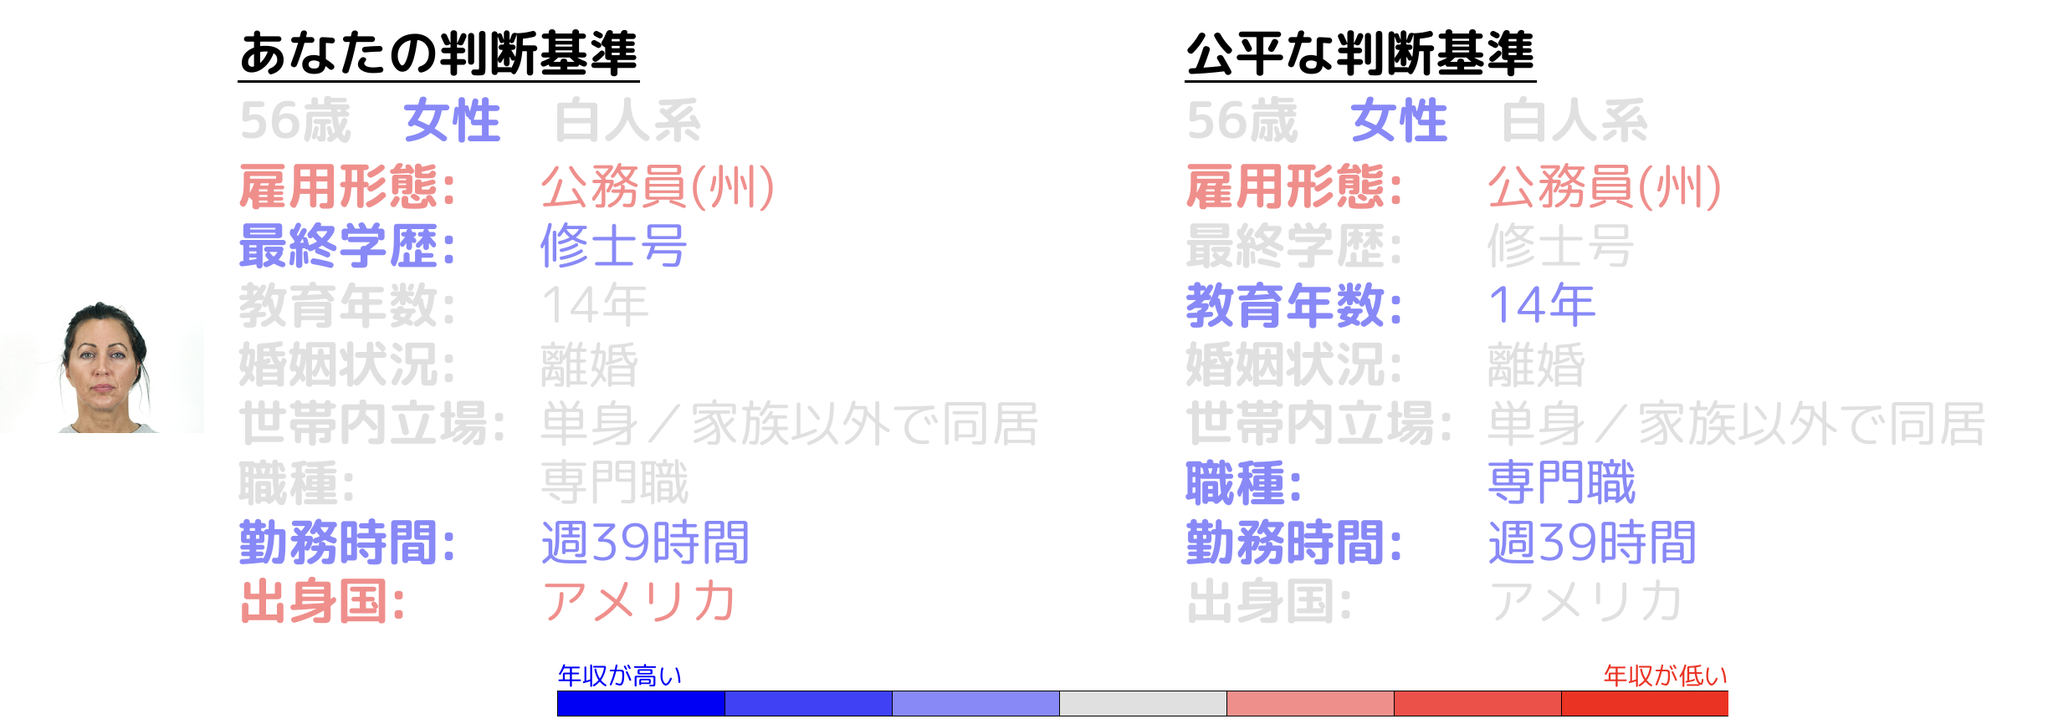 あなたの判断基準
56歳 女性 白人系
雇用形態: 公務員(州)
最終学歴: 修士号
教育年数: 14年
婚姻状況: 離婚
世帯内立場: 単身／家族以外で同居
職種: 専門職
勤務時間: 週39時間
出身国: アメリカ
公平な判断基準
56歳 女性 白人系
雇用形態: 公務員(州)
最終学歴: 修士号
教育年数: 14年
婚姻状況: 離婚
世帯内立場: 単身／家族以外で同居
職種: 専門職
勤務時間: 週39時間
出身国: アメリカ
年収が高い
年収が低い